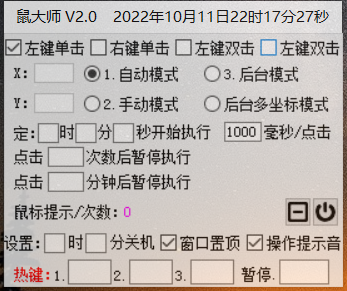 鼠大师 V2.0 2022年10月11日22时17分27秒
左键单击 右键单击 左键双击 左键双击
X: 1.自动模式 3.后台模式
Y: 2.手动模式 后台多坐标模式
定: 时 分 秒开始执行 1000 毫秒/点击
点击 次数后暂停执行
点击 分钟后暂停执行
鼠标提示/次数: 0
设置: 时 分关机 窗口置顶 操作提示音
热键: 1. 2. 3. 暂停.